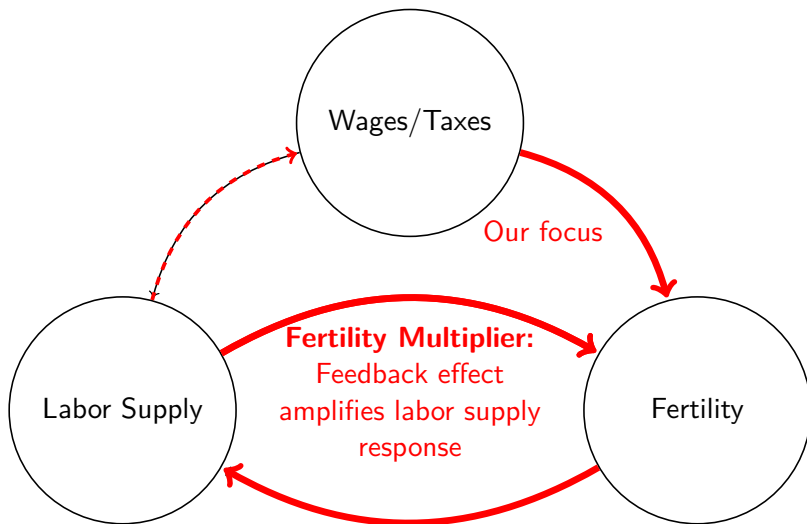 Wages/Taxes
Our focus
Fertility Multiplier:
Feedback effect
amplifies labor supply
response
Labor Supply
Fertility